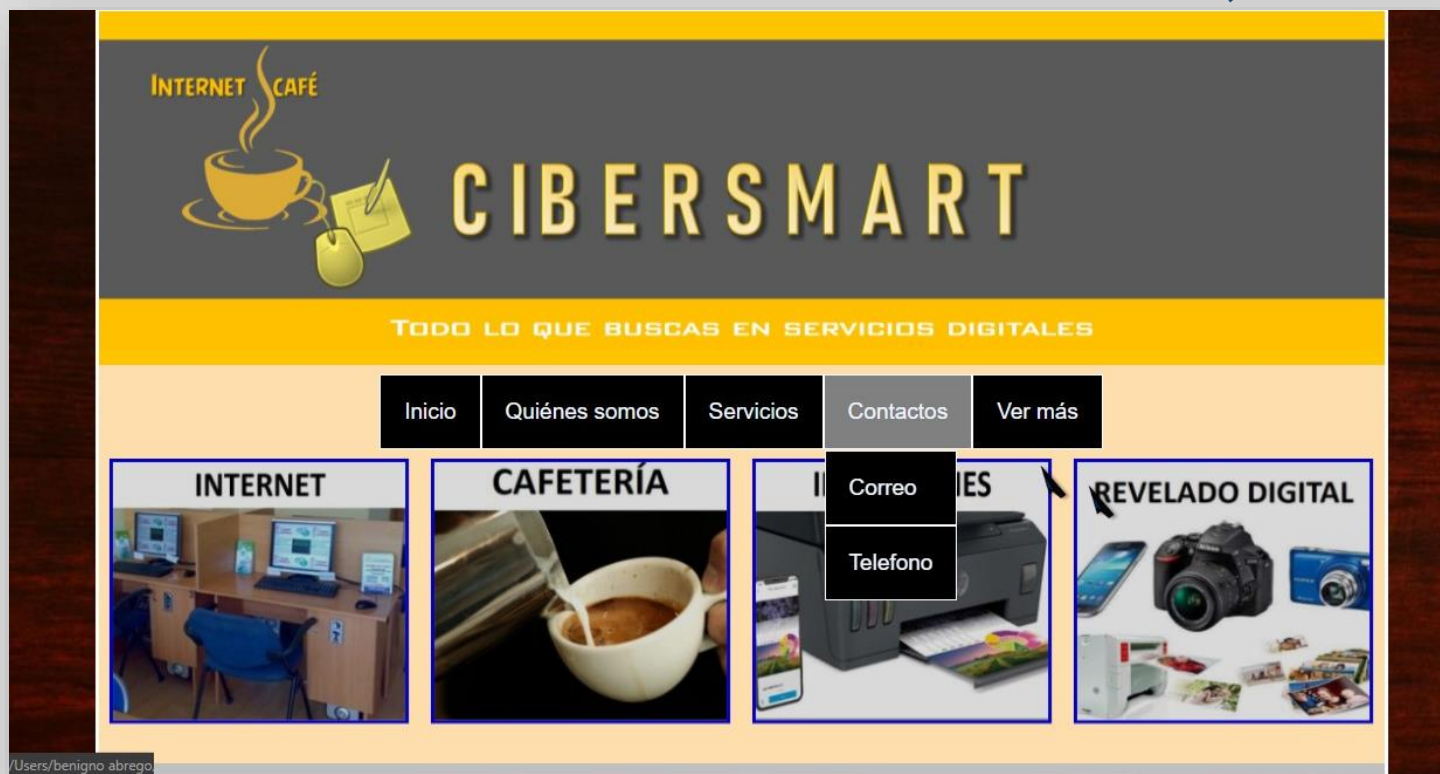 INTERNET CAFÉ
CIBERSMART
TODO LO QUE BUSCAS EN SERVICIOS DIGITALES
Inicio
Quiénes somos
Servicios
Contactos
Ver más
Correo
Telefono
INTERNET
CAFETERÍA
REVELADO DIGITAL
/Users/benigno abrego/